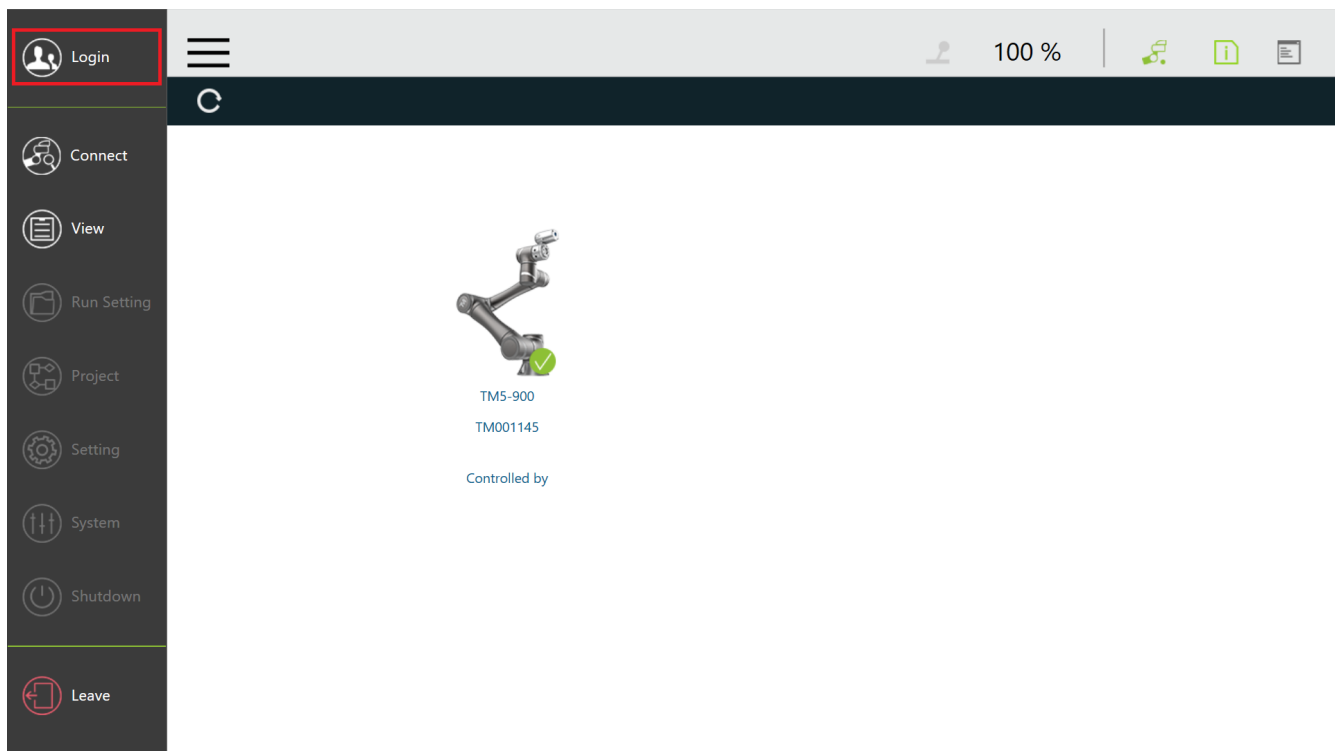 Login
100 %
Connect
View
Run Setting
Project
Setting
System
Shutdown
Leave
TM5-900
TM001145
Controlled by